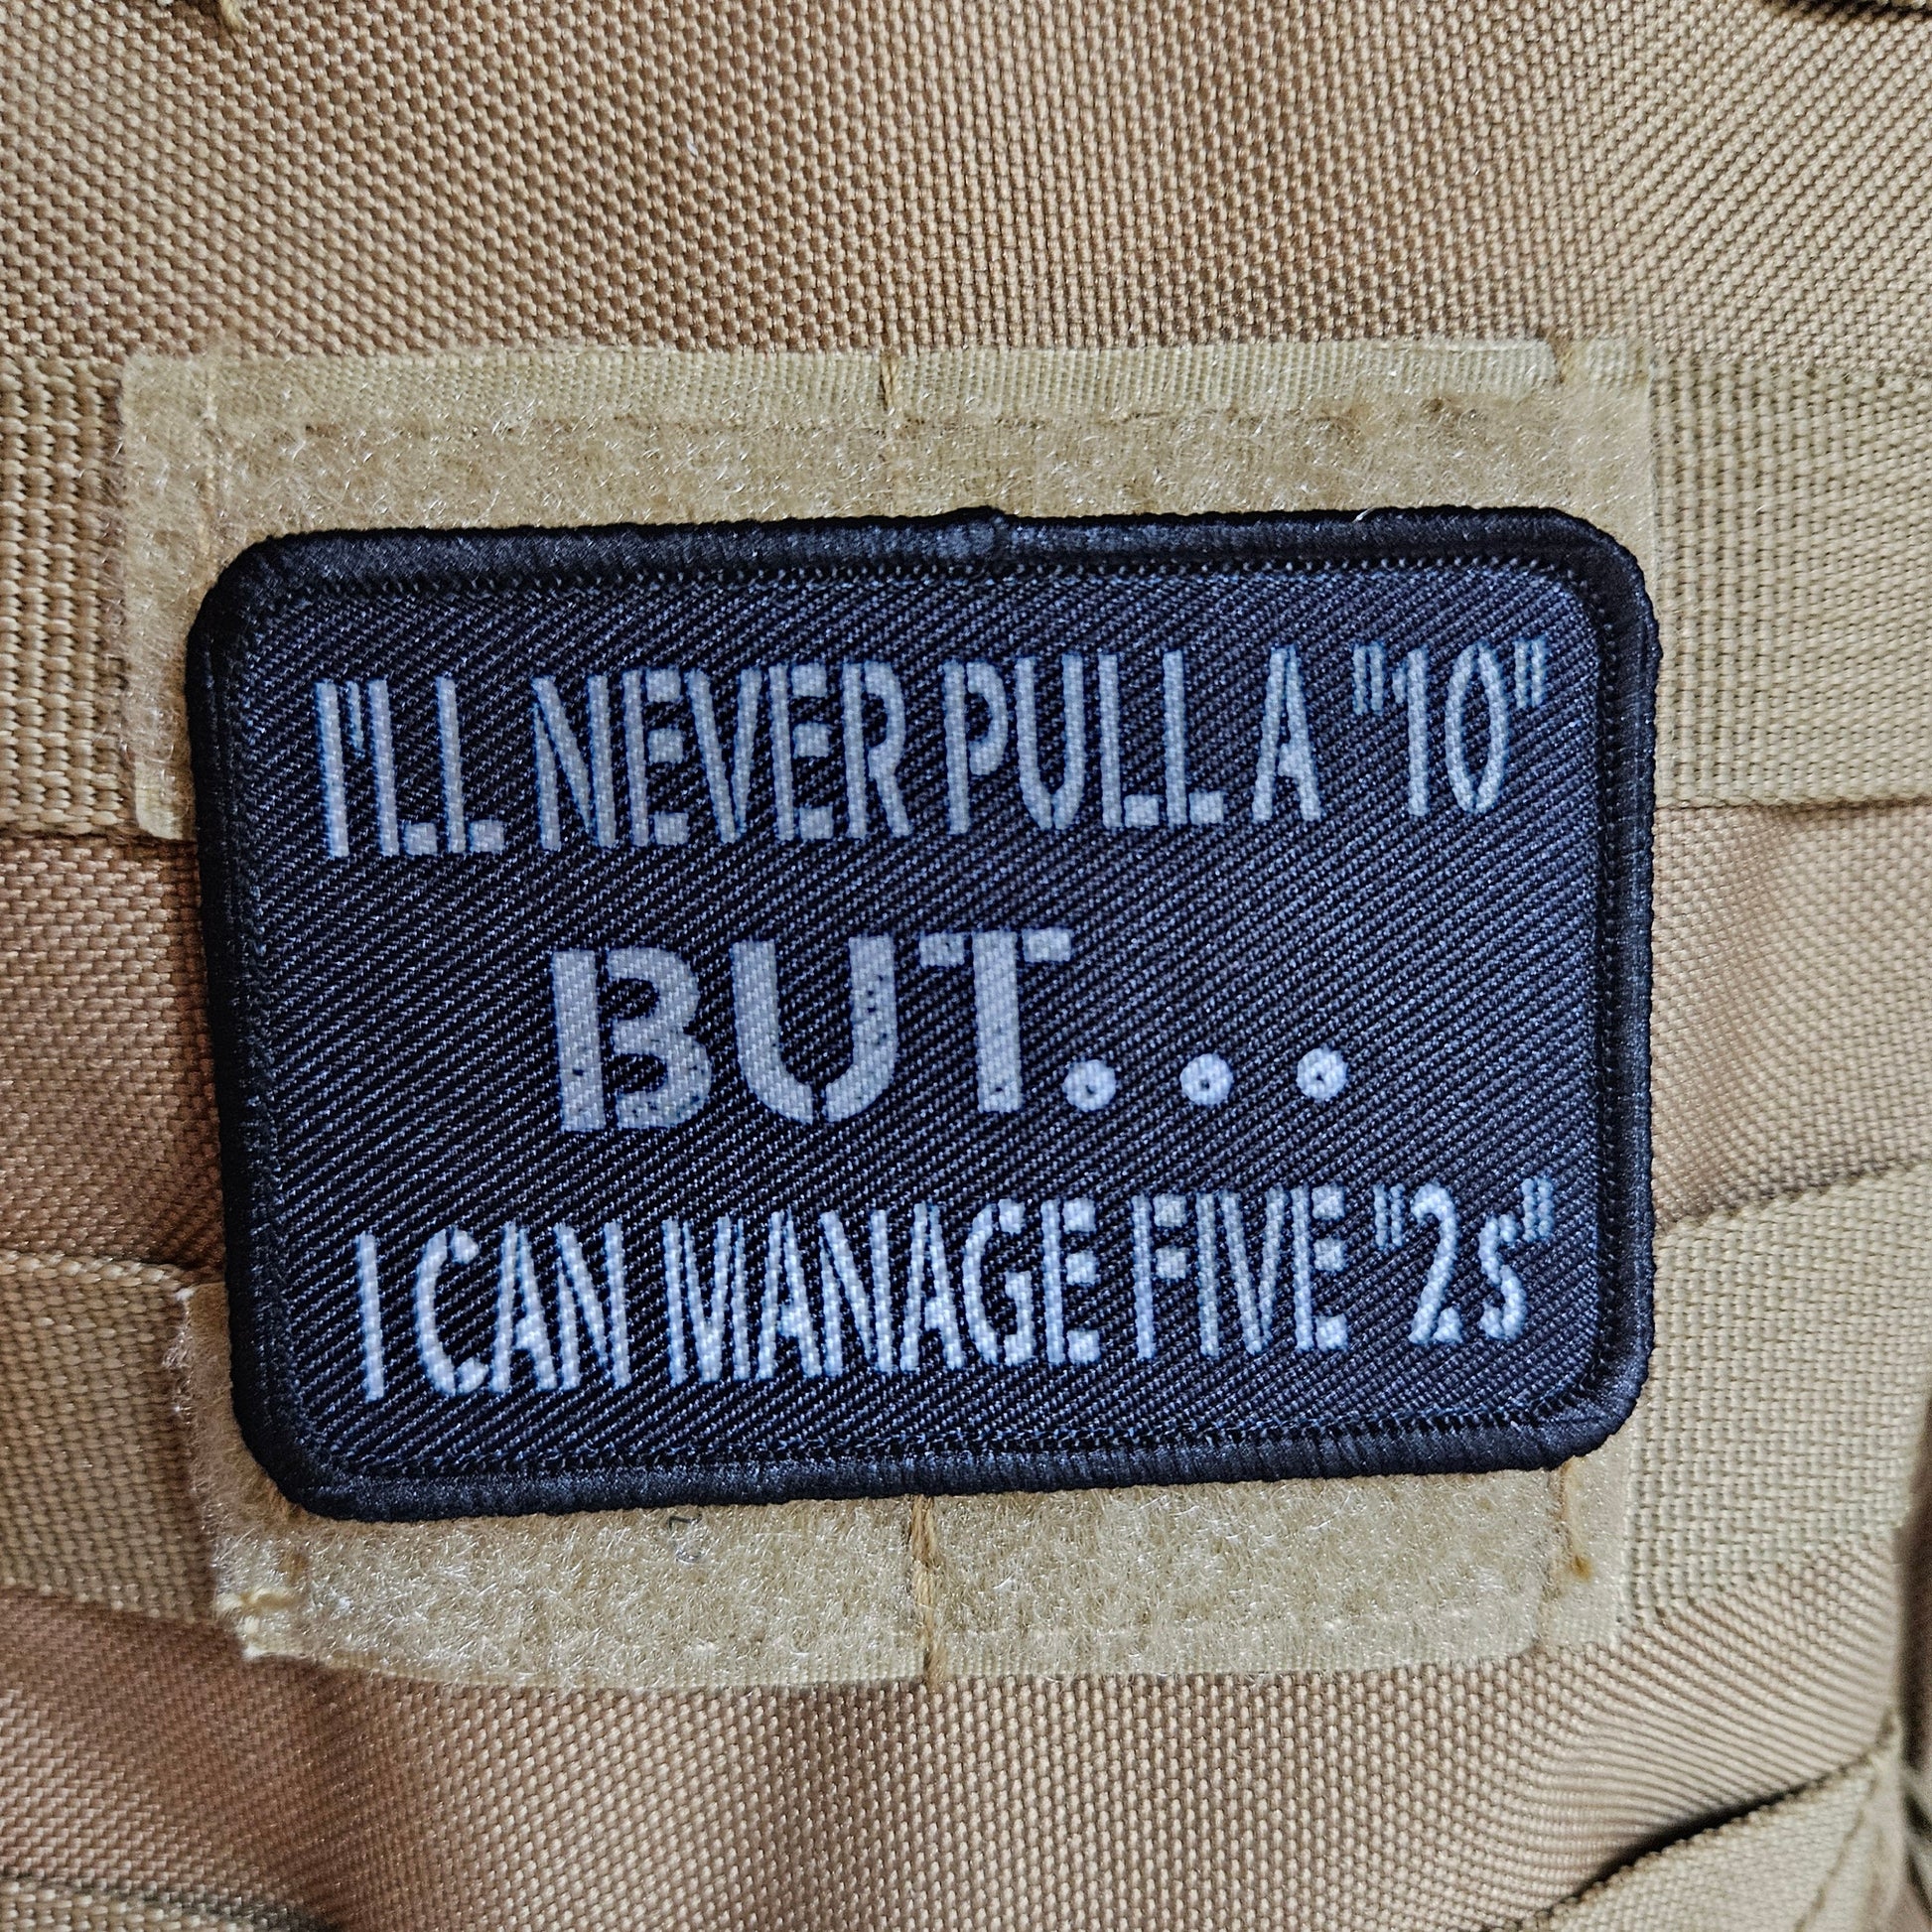 I'LL NEVER PULL A "10"
BUT...
I CAN MANAGE FIVE "2s"